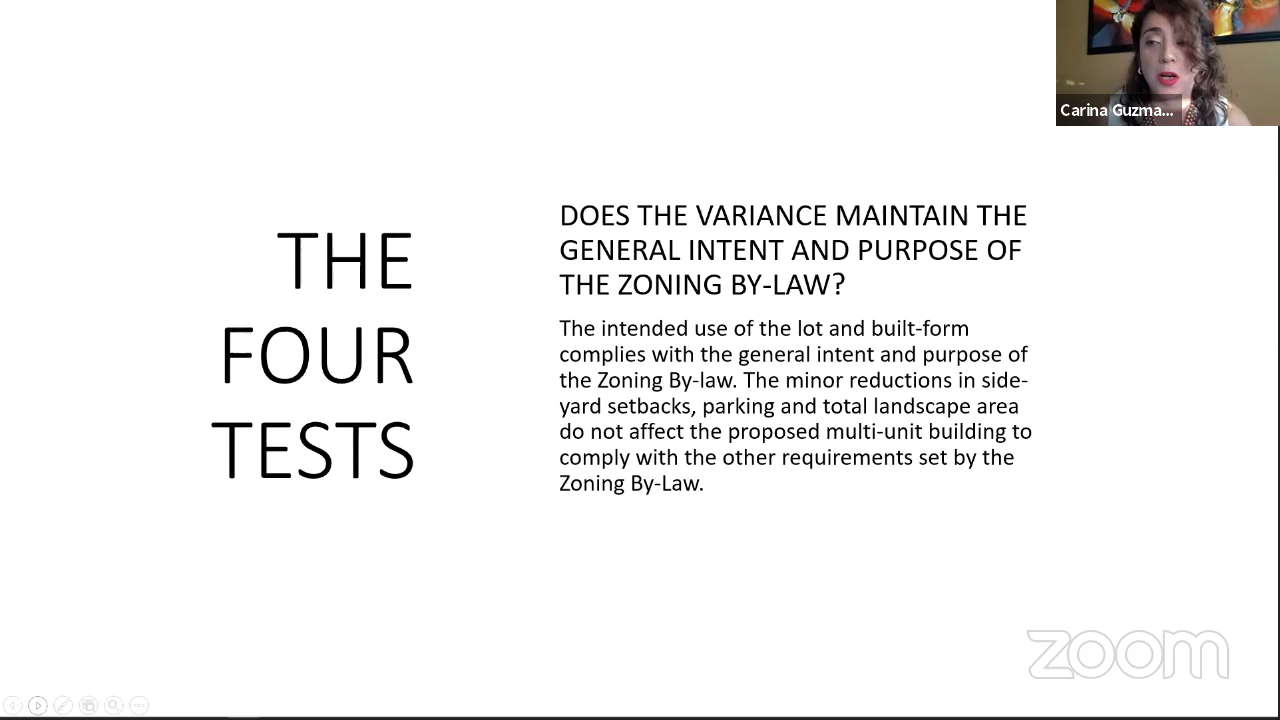 Carina Guzma...
THE
FOUR
TESTS
DOES THE VARIANCE MAINTAIN THE
GENERAL INTENT AND PURPOSE OF
THE ZONING BY-LAW?
The intended use of the lot and built-form
complies with the general intent and purpose of
the Zoning By-law. The minor reductions in side-
yard setbacks, parking and total landscape area
do not affect the proposed multi-unit building to
comply with the other requirements set by the
Zoning By-Law.
zoom